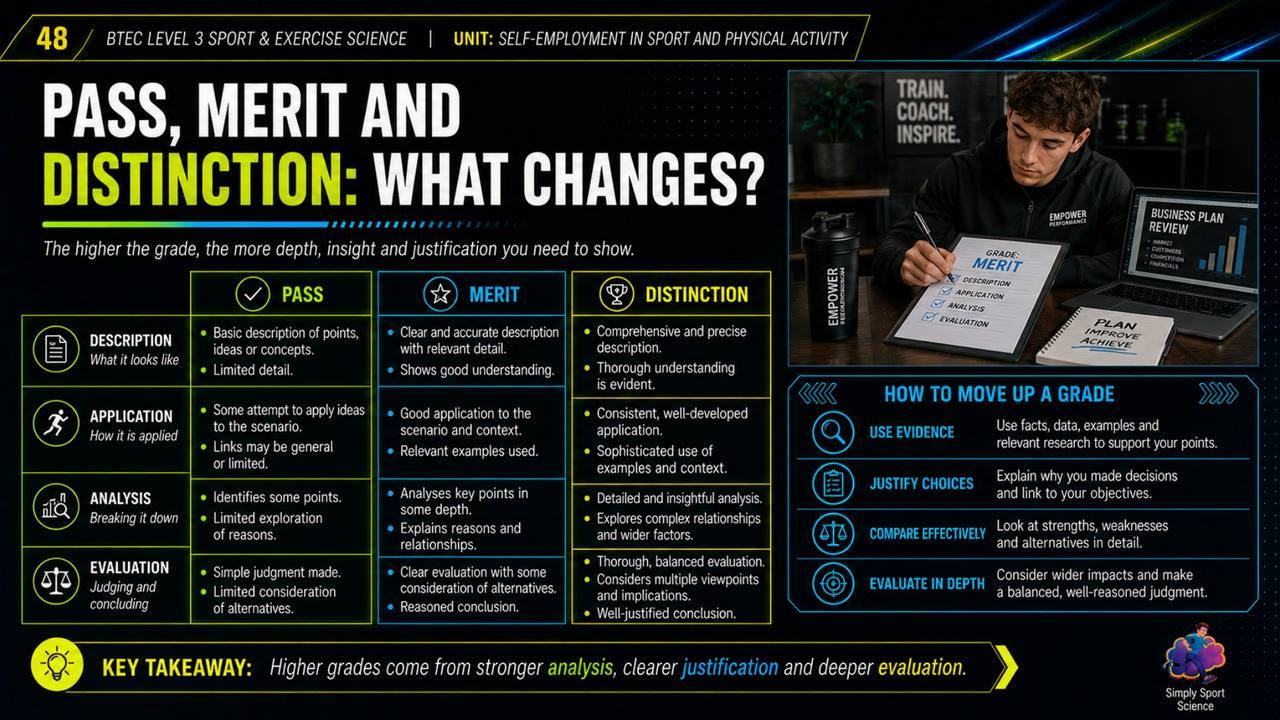 48
BTEC LEVEL 3 SPORT & EXERCISE SCIENCE | UNIT: SELF-EMPLOYMENT IN SPORT AND PHYSICAL ACTIVITY
PASS, MERIT AND
DISTINCTION: WHAT CHANGES?
The higher the grade, the more depth, insight and justification you need to show.
PASS
MERIT
DISTINCTION
DESCRIPTION
What it looks like
• Basic description of points,
ideas or concepts.
• Limited detail.
• Clear and accurate description
with relevant detail.
• Shows good understanding.
• Comprehensive and precise
description.
• Thorough understanding
is evident.
APPLICATION
How it is applied
• Some attempt to apply ideas
to the scenario.
• Links may be general
or limited.
• Good application to the
scenario and context.
• Relevant examples used.
• Consistent, well-developed
application.
• Sophisticated use of
examples and context.
ANALYSIS
Breaking it down
• Identifies some points.
• Limited exploration
of reasons.
• Analyses key points in
some depth.
• Explains reasons and
relationships.
• Detailed and insightful analysis.
• Explores complex relationships
and wider factors.
EVALUATION
Judging and
concluding
• Simple judgment made.
• Limited consideration
of alternatives.
• Clear evaluation with some
consideration of alternatives.
• Reasoned conclusion.
• Thorough, balanced evaluation.
• Considers multiple viewpoints
and implications.
• Well-justified conclusion.
TRAIN.
COACH.
INSPIRE.
EMPOWER
PERFORMANCE
EMPOWER
GRADE:
MERIT
DESCRIPTION
APPLICATION
ANALYSIS
EVALUATION
BUSINESS PLAN
REVIEW
• MARKET
• CUSTOMERS
• COMPETITION
• FINANCIALS
PLAN
IMPROVE
ACHIEVE
HOW TO MOVE UP A GRADE
USE EVIDENCE
Use facts, data, examples and
relevant research to support your points.
JUSTIFY CHOICES
Explain why you made decisions
and link to your objectives.
COMPARE EFFECTIVELY
Look at strengths, weaknesses
and alternatives in detail.
EVALUATE IN DEPTH
Consider wider impacts and make
a balanced, well-reasoned judgment.
KEY TAKEAWAY: Higher grades come from stronger analysis, clearer justification and deeper evaluation.
Simply Sport
Science